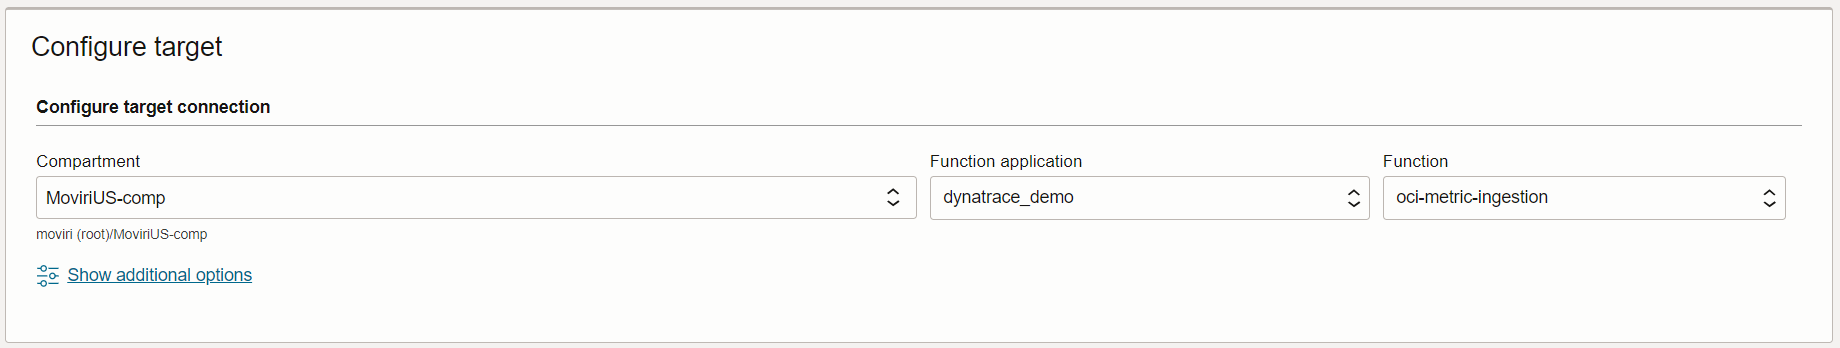 Configure target
Configure target connection
Compartment
Function application
Function
MoviriUS-comp
dynatrace_demo
oci-metric-ingestion
moviri (root)/MoviriUS-comp
Show additional options